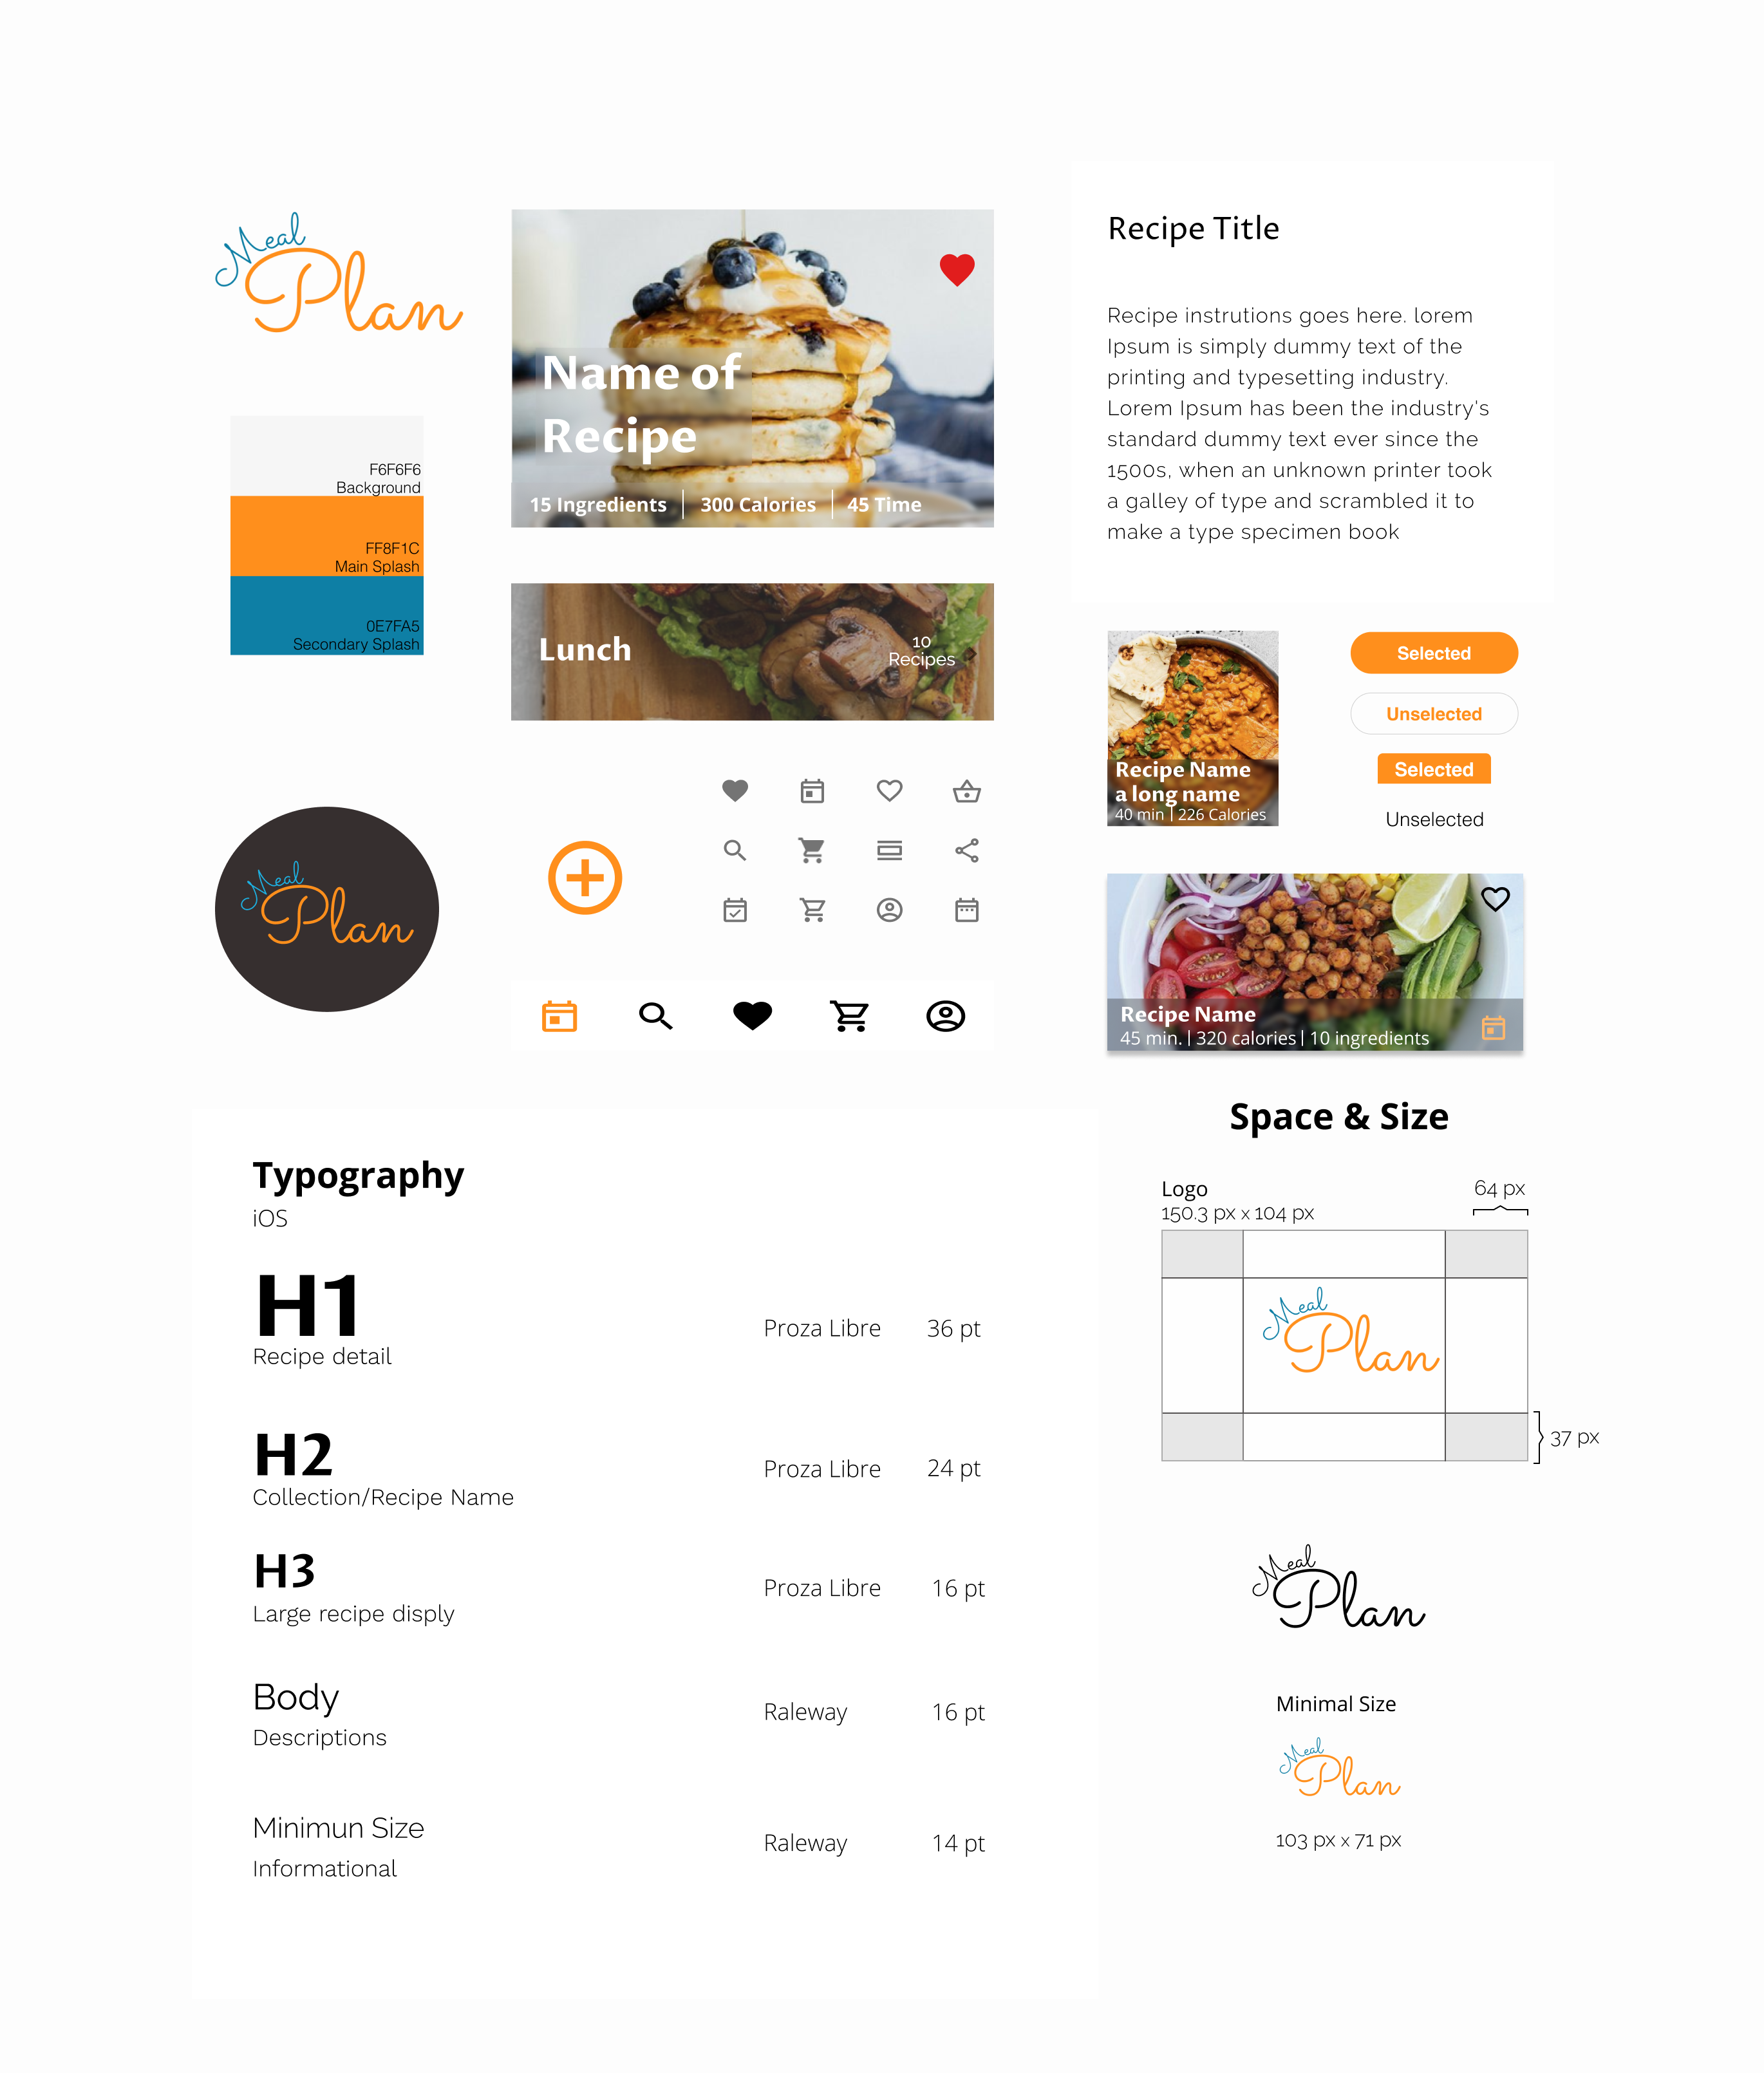 Meal
Plan
F6F6F6
Background
FF8F1C
Main Splash
0E7FA5
Secondary Splash
Meal
Plan
Name of
Recipe
15 Ingredients | 300 Calories | 45 Time
Lunch
10
Recipes
Recipe Title
Recipe instrutions goes here. lorem
Ipsum is simply dummy text of the
printing and typesetting industry.
Lorem Ipsum has been the industry's
standard dummy text ever since the
1500s, when an unknown printer took
a galley of type and scrambled it to
make a type specimen book
Recipe Name
a long name
40 min | 226 Calories
Selected
Unselected
Selected
Unselected
Recipe Name
45 min. | 320 calories | 10 ingredients
Typography
iOS
H1
Recipe detail
Proza Libre 36 pt
H2
Collection/Recipe Name
Proza Libre 24 pt
H3
Large recipe disply
Proza Libre 16 pt
Body
Descriptions
Raleway 16 pt
Minimun Size
Informational
Raleway 14 pt
Space & Size
Logo
150.3 px x 104 px
64 px
Meal
Plan
37 px
Meal
Plan
Minimal Size
Meal
Plan
103 px x 71 px